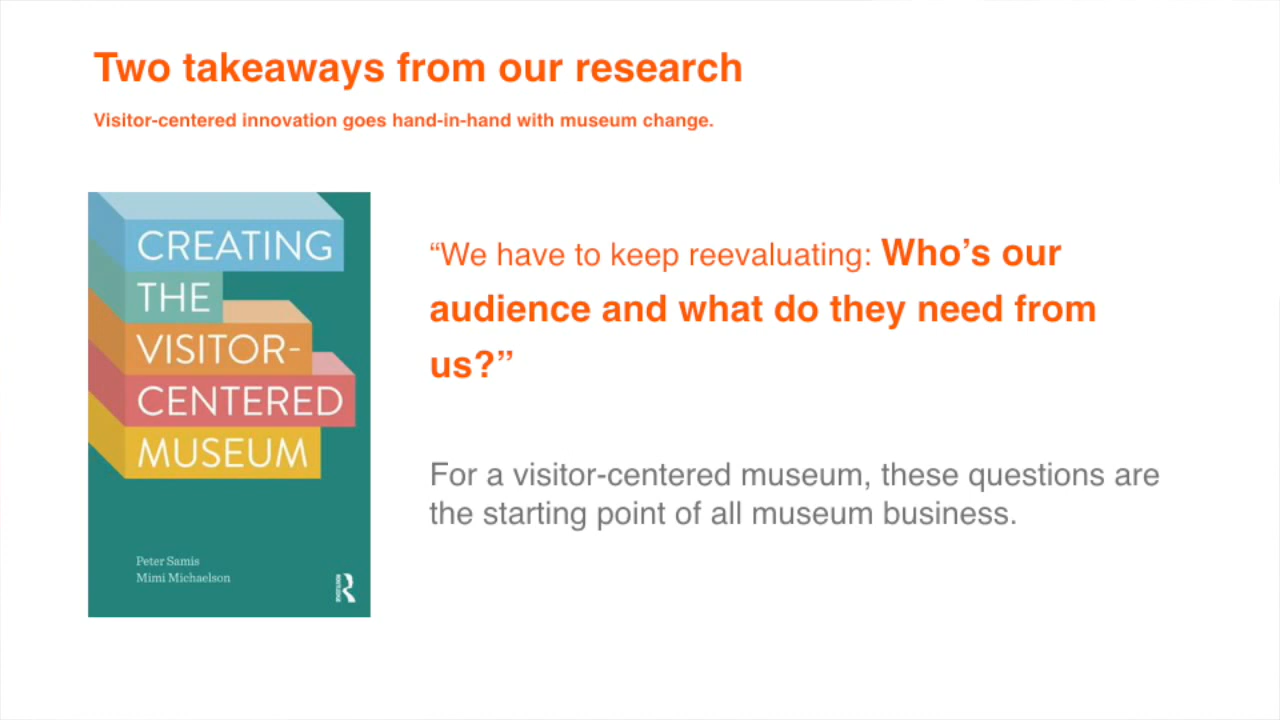 Two takeaways from our research
Visitor-centered innovation goes hand-in-hand with museum change.
CREATING
THE
VISITOR-
CENTERED
MUSEUM
Peter Samis
Mimi Michaelson
ROUTLEDGE
“We have to keep reevaluating: Who’s our
audience and what do they need from
us?”
For a visitor-centered museum, these questions are
the starting point of all museum business.